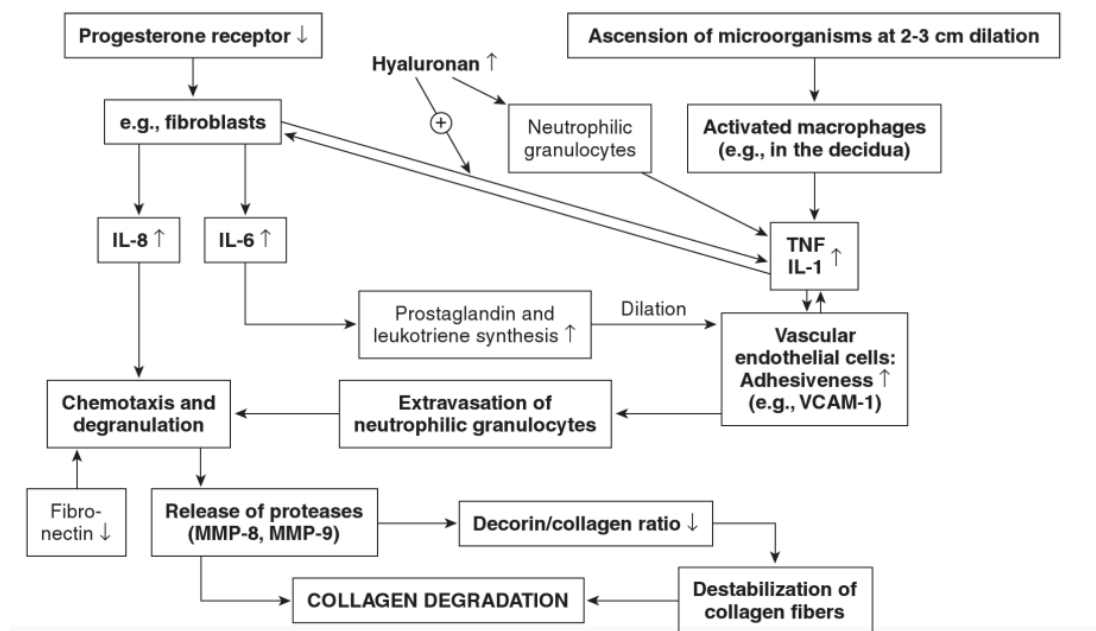 Progesterone receptor ↓
Ascension of microorganisms at 2-3 cm dilation
Hyaluronan ↑
+
e.g., fibroblasts
Neutrophilic
granulocytes
Activated macrophages
(e.g., in the decidua)
IL-8 ↑
IL-6 ↑
TNF
IL-1 ↑
Prostaglandin and
leukotriene synthesis ↑
Dilation
Vascular
endothelial cells:
Adhesiveness ↑
(e.g., VCAM-1)
Chemotaxis and
degranulation
Extravasation of
neutrophilic granulocytes
Fibro-
nectin ↓
Release of proteases
(MMP-8, MMP-9)
Decorin/collagen ratio ↓
COLLAGEN DEGRADATION
Destabilization of
collagen fibers